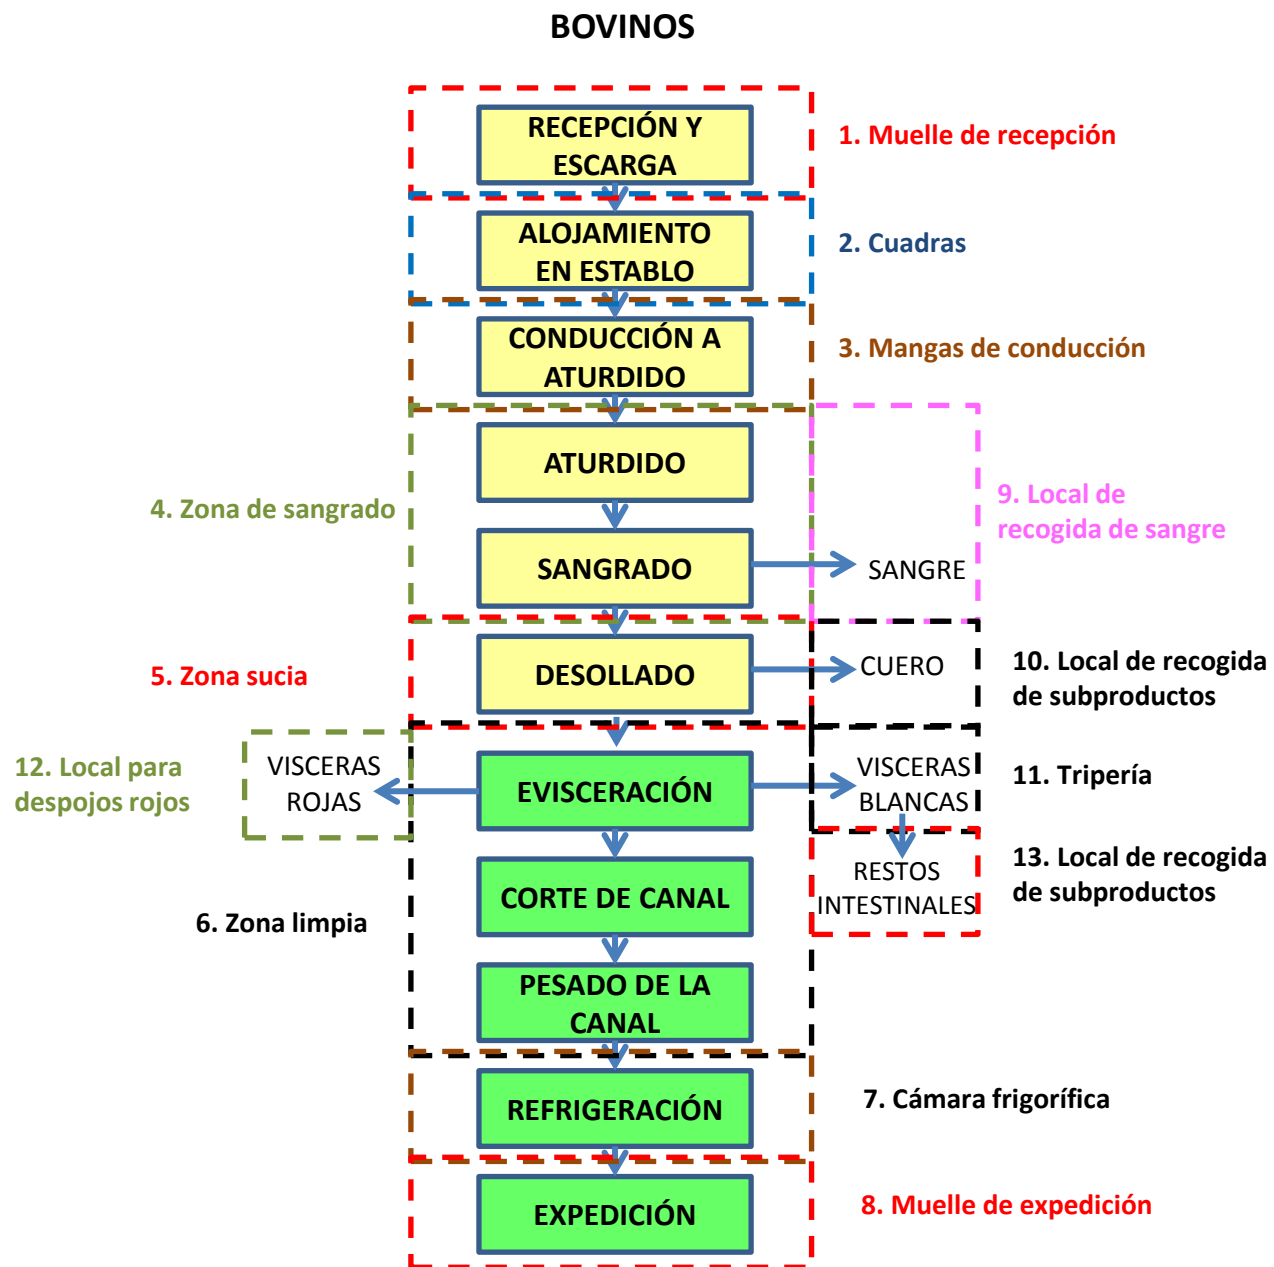 BOVINOS
RECEPCIÓN Y
ESCARGA
1. Muelle de recepción
ALOJAMIENTO
EN ESTABLO
2. Cuadras
CONDUCCIÓN A
ATURDIDO
3. Mangas de conducción
ATURDIDO
4. Zona de sangrado
9. Local de
recogida de sangre
SANGRADO
SANGRE
5. Zona sucia
DESOLLADO
CUERO
10. Local de recogida
de subproductos
12. Local para
despojos rojos
VISCERAS
ROJAS
EVISCERACIÓN
VISCERAS
BLANCAS
11. Tripería
CORTE DE CANAL
RESTOS
INTESTINALES
13. Local de recogida
de subproductos
6. Zona limpia
PESADO DE LA
CANAL
REFRIGERACIÓN
7. Cámara frigorífica
EXPEDICIÓN
8. Muelle de expedición